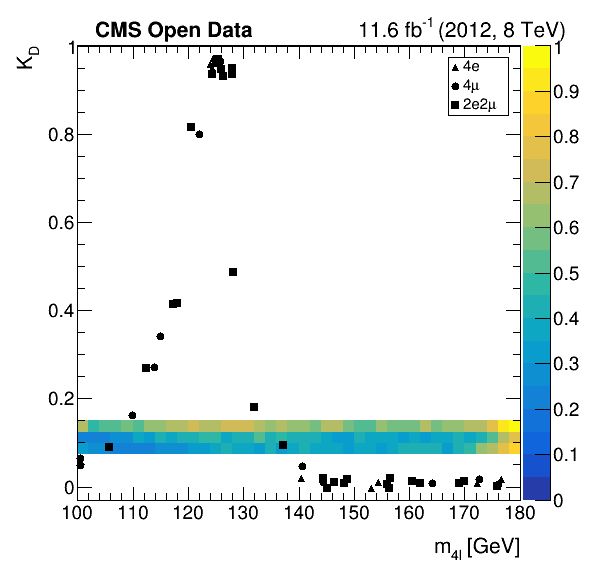 CMS Open Data
11.6 fb⁻¹ (2012, 8 TeV)
K_D
4e
4μ
2e2μ
1
0.8
0.6
0.4
0.2
0
100 110 120 130 140 150 160 170 180
m_4l [GeV]
1
0.9
0.8
0.7
0.6
0.5
0.4
0.3
0.2
0.1
0